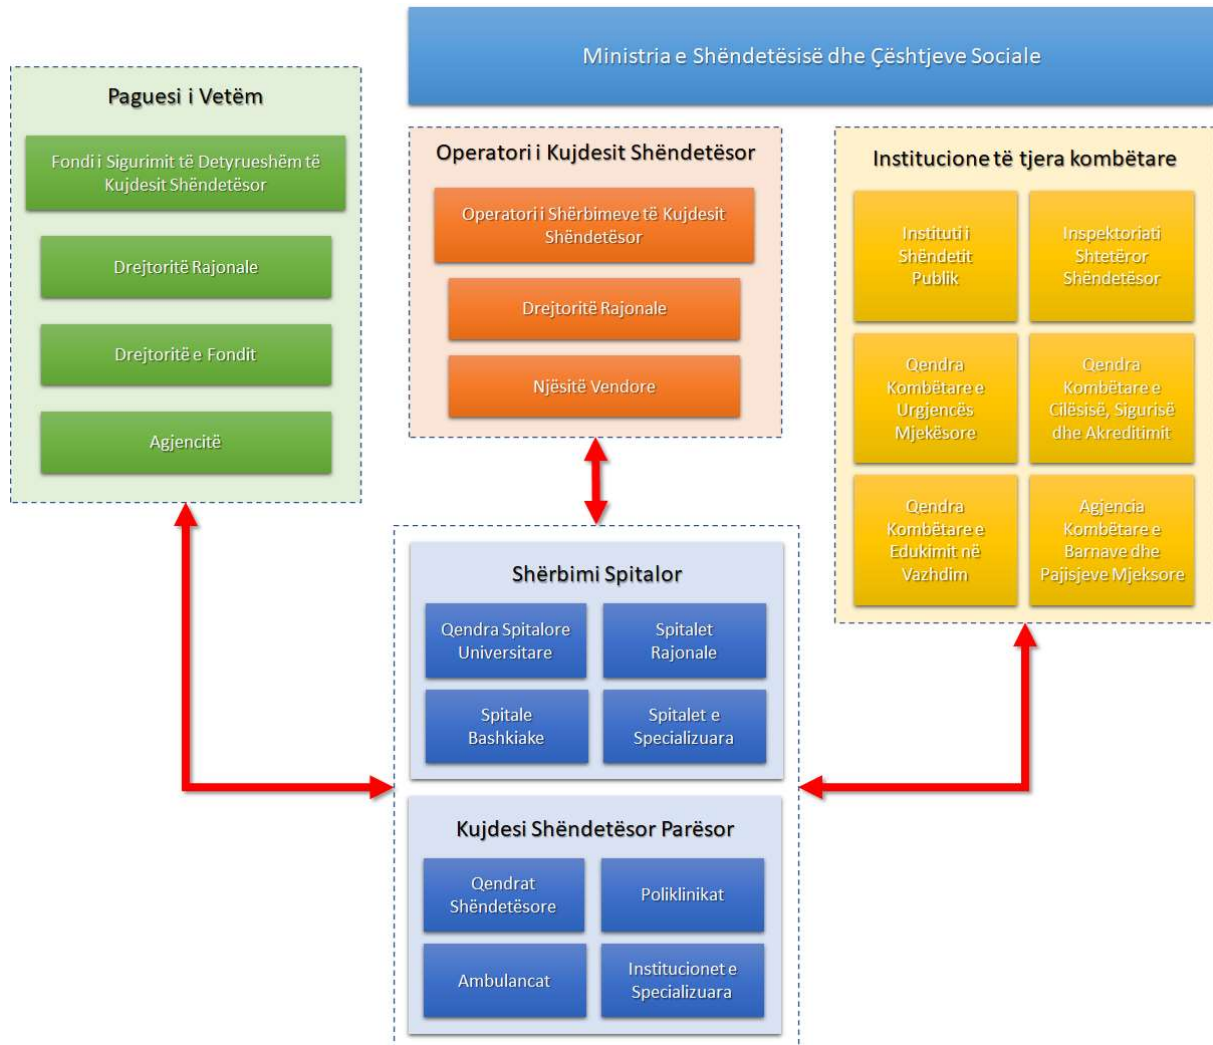 Ministria e Shëndetësisë dhe Çështjeve Sociale
Paguesi i Vetëm
Fondi i Sigurimit të Detyrueshëm të
Kujdesit Shëndetësor
Drejtoritë Rajonale
Drejtoritë e Fondit
Agjencitë
Operatori i Kujdesit Shëndetësor
Operatori i Shërbimeve të Kujdesit
Shëndetësor
Drejtoritë Rajonale
Njësitë Vendore
Institucione të tjera kombëtare
Instituti i
Shëndetit
Publik
Inspektoriati
Shtetëror
Shëndetësor
Qendra
Kombëtare e
Urgjencës
Mjekësore
Qendra
Kombëtare e
Cilësisë, Sigurisë
dhe Akreditimit
Qendra
Kombëtare e
Edukimit në
Vazhdim
Agjencia
Kombëtare e
Barnave dhe
Pajisjeve Mjeksore
Shërbimi Spitalor
Qendra Spitalore
Universitare
Spitalet
Rajonale
Spitale
Bashkiake
Spitalet e
Specializuara
Kujdesi Shëndetësor Parësor
Qendrat
Shëndetësore
Poliklinikat
Ambulancat
Institucionet e
Specializuara